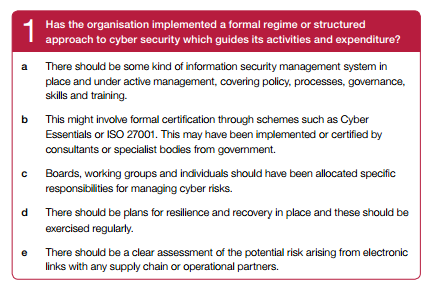 1 Has the organisation implemented a formal regime or structured
approach to cyber security which guides its activities and expenditure?
a There should be some kind of information security management system in
place and under active management, covering policy, processes, governance,
skills and training.
b This might involve formal certification through schemes such as Cyber
Essentials or ISO 27001. This may have been implemented or certified by
consultants or specialist bodies from government.
c Boards, working groups and individuals should have been allocated specific
responsibilities for managing cyber risks.
d There should be plans for resilience and recovery in place and these should be
exercised regularly.
e There should be a clear assessment of the potential risk arising from electronic
links with any supply chain or operational partners.